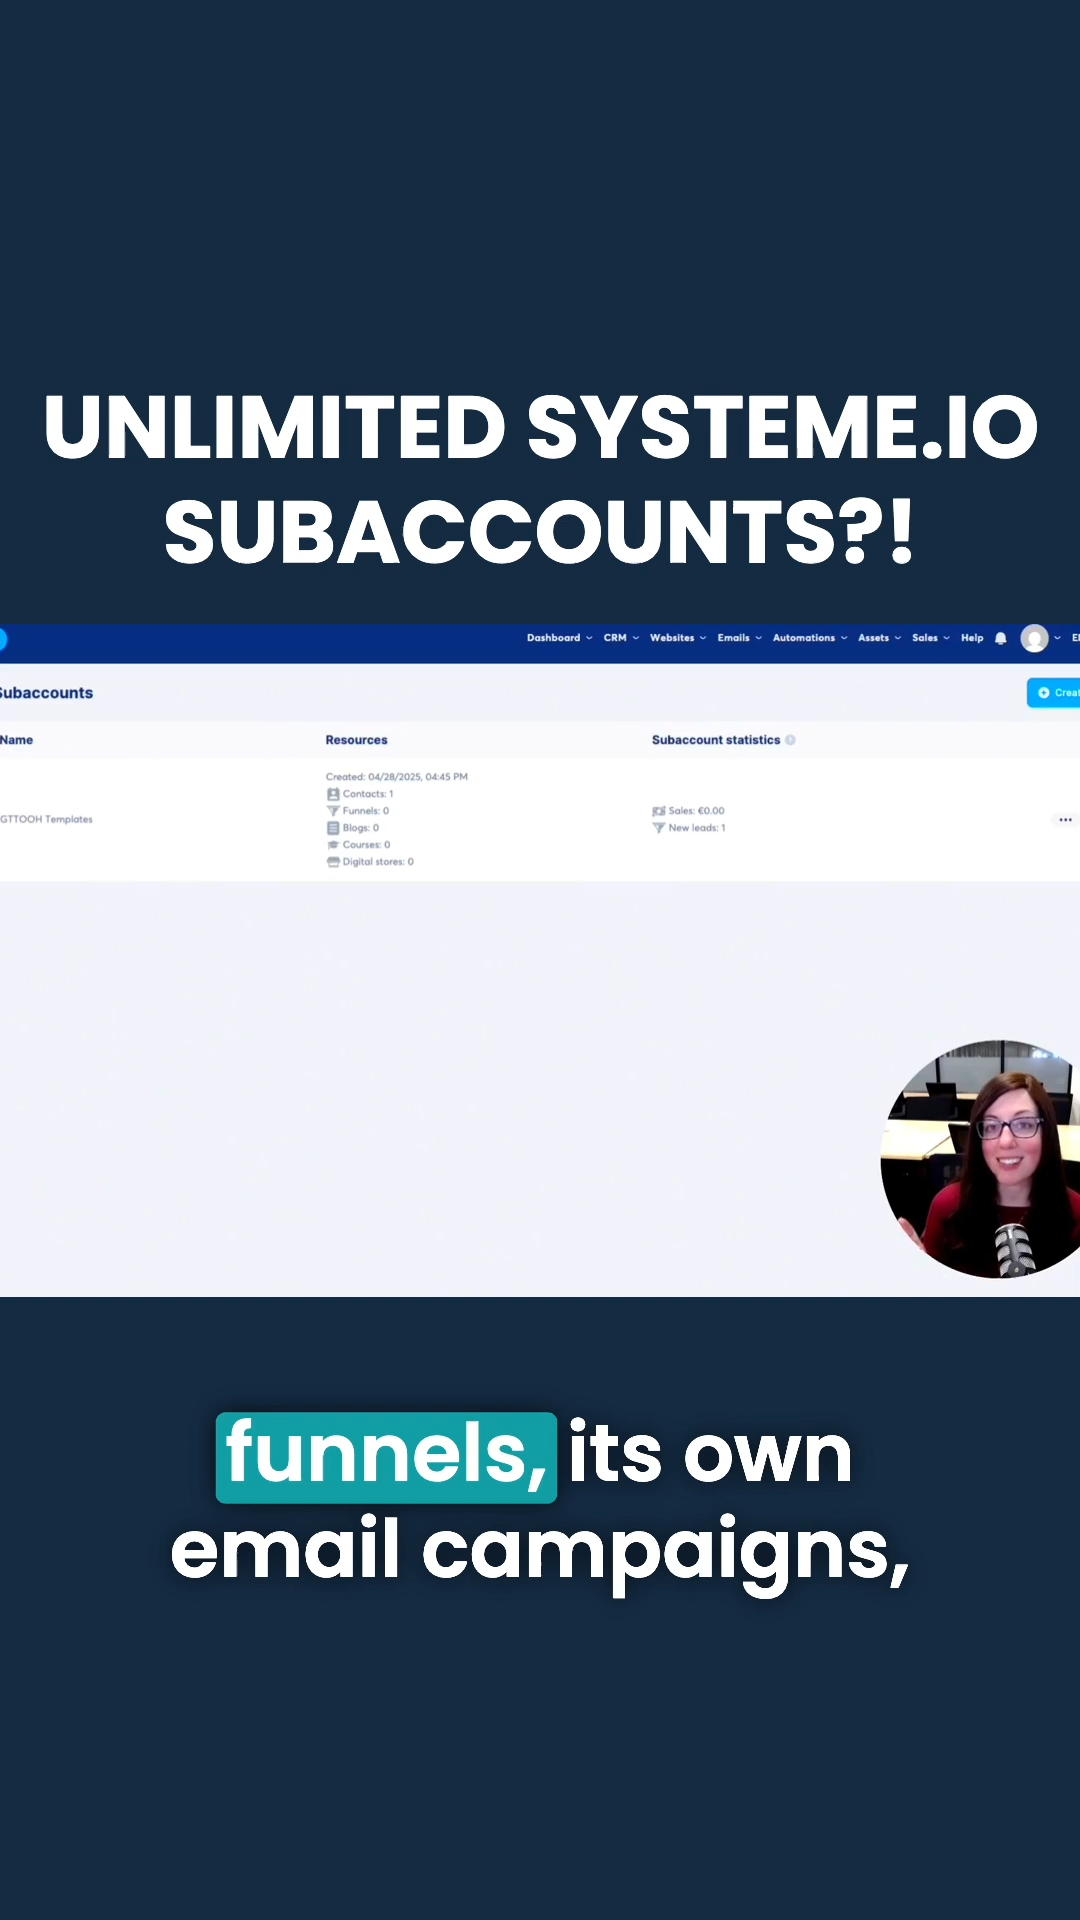 UNLIMITED SYSTEME.IO
SUBACCOUNTS?!
Dashboard CRM Websites Emails Automations Assets Sales Help
Subaccounts
Creat
Name Resources Subaccount statistics
Created: 04/28/2025, 04:45 PM
Contacts: 1
Funnels: 0
Blogs: 0
Courses: 0
Digital stores: 0
GTTOOH Templates
Sales: €0.00
New leads: 1
funnels, its own
email campaigns,